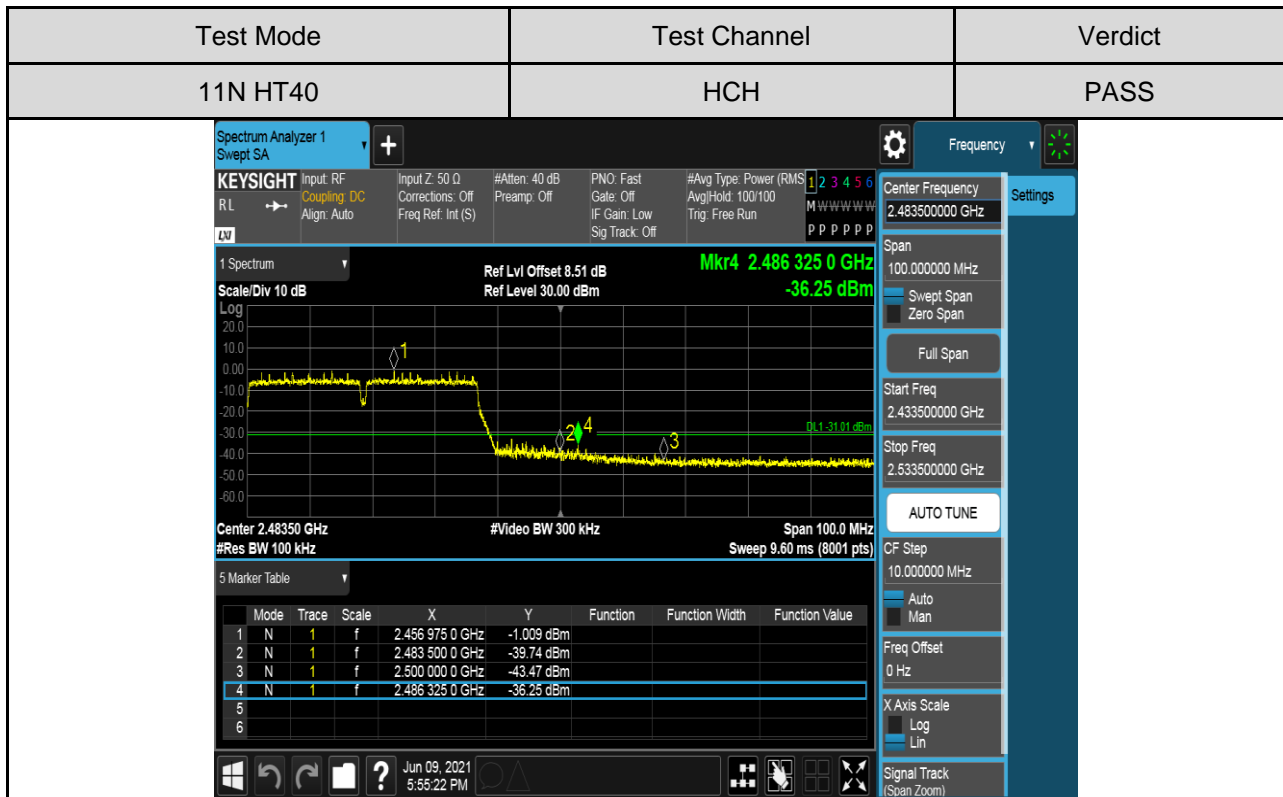 Test Mode Test Channel Verdict
11N HT40 HCH PASS
Spectrum Analyzer 1
Swept SA
Frequency
KEYSIGHT
RL
LXI
Input: RF
Coupling: DC
Align: Auto
Input Z: 50 Ω
Corrections: Off
Freq Ref: Int (S)
#Atten: 40 dB
Preamp: Off
PNO: Fast
Gate: Off
IF Gain: Low
Sig Track: Off
#Avg Type: Power (RMS
Avg|Hold: 100/100
Trig: Free Run
1 2 3 4 5 6
M W W W W W
P P P P P P
1 Spectrum
Scale/Div 10 dB
Ref Lvl Offset 8.51 dB
Ref Level 30.00 dBm
Mkr4 2.486 325 0 GHz
-36.25 dBm
Log
20.0
10.0
0.00
-10.0
-20.0
-30.0
-40.0
-50.0
-60.0
1
2
4
3
DL1 -31.01 dBm
Center 2.48350 GHz
#Res BW 100 kHz
#Video BW 300 kHz
Span 100.0 MHz
Sweep 9.60 ms (8001 pts)
5 Marker Table
Mode Trace Scale X Y Function Function Width Function Value
1 N 1 f 2.456 975 0 GHz -1.009 dBm
2 N 1 f 2.483 500 0 GHz -39.74 dBm
3 N 1 f 2.500 000 0 GHz -43.47 dBm
4 N 1 f 2.486 325 0 GHz -36.25 dBm
5
6
?
Jun 09, 2021
5:55:22 PM
Center Frequency
2.483500000 GHz
Settings
Span
100.000000 MHz
Swept Span
Zero Span
Full Span
Start Freq
2.433500000 GHz
Stop Freq
2.533500000 GHz
AUTO TUNE
CF Step
10.000000 MHz
Auto
Man
Freq Offset
0 Hz
X Axis Scale
Log
Lin
Signal Track
(Span Zoom)